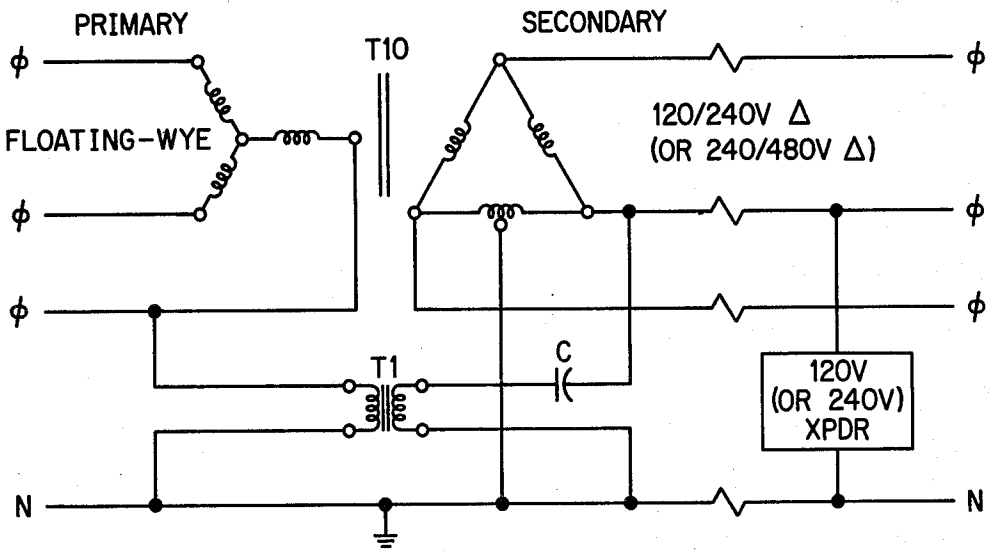 PRIMARY
SECONDARY
T10
ϕ
ϕ
120/240V Δ
(OR 240/480V Δ)
FLOATING-WYE
ϕ
ϕ
ϕ
ϕ
T1
C
120V
(OR 240V)
XPDR
N
N